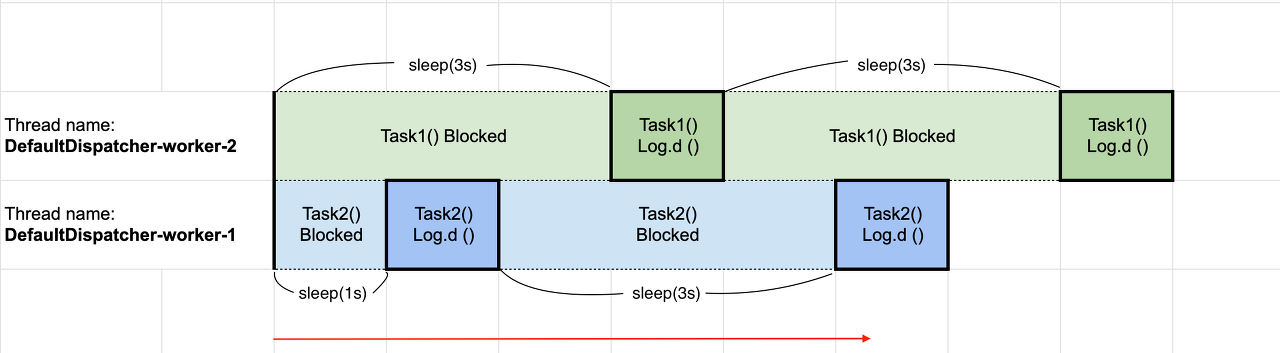 sleep(3s)
sleep(3s)
Thread name:
DefaultDispatcher-worker-2
Task1() Blocked
Task1()
Log.d ()
Task1() Blocked
Task1()
Log.d ()
Thread name:
DefaultDispatcher-worker-1
Task2()
Blocked
Task2()
Log.d ()
Task2()
Blocked
Task2()
Log.d ()
sleep(1s)
sleep(3s)